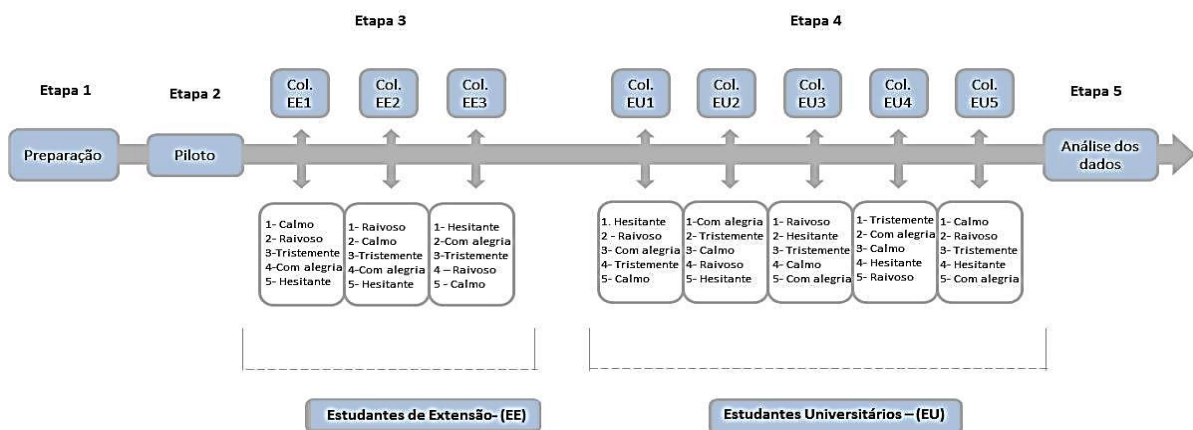 Etapa 3
Etapa 4
Etapa 1
Etapa 2
Etapa 5
Col.
EE1
Col.
EE2
Col.
EE3
Col.
EU1
Col.
EU2
Col.
EU3
Col.
EU4
Col.
EU5
Preparação
Piloto
Análise dos
dados
1- Calmo
2- Raivoso
3-Tristemente
4-Com alegria
5- Hesitante
1- Raivoso
2- Calmo
3-Tristemente
4-Com alegria
5- Hesitante
1- Hesitante
2-Com alegria
3-Tristemente
4 – Raivoso
5 - Calmo
1. Hesitante
2 - Raivoso
3-Com alegria
4- Tristemente
5- Calmo
1-Com alegria
2- Tristemente
3- Calmo
4- Raivoso
5- Hesitante
1- Raivoso
2- Hesitante
3- Tristemente
4- Calmo
5- Com alegria
1- Tristemente
2- Com alegria
3- Calmo
4- Hesitante
5- Raivoso
1- Calmo
2- Raivoso
3- Tristemente
4- Hesitante
5- Com alegria
Estudantes de Extensão- (EE)
Estudantes Universitários – (EU)